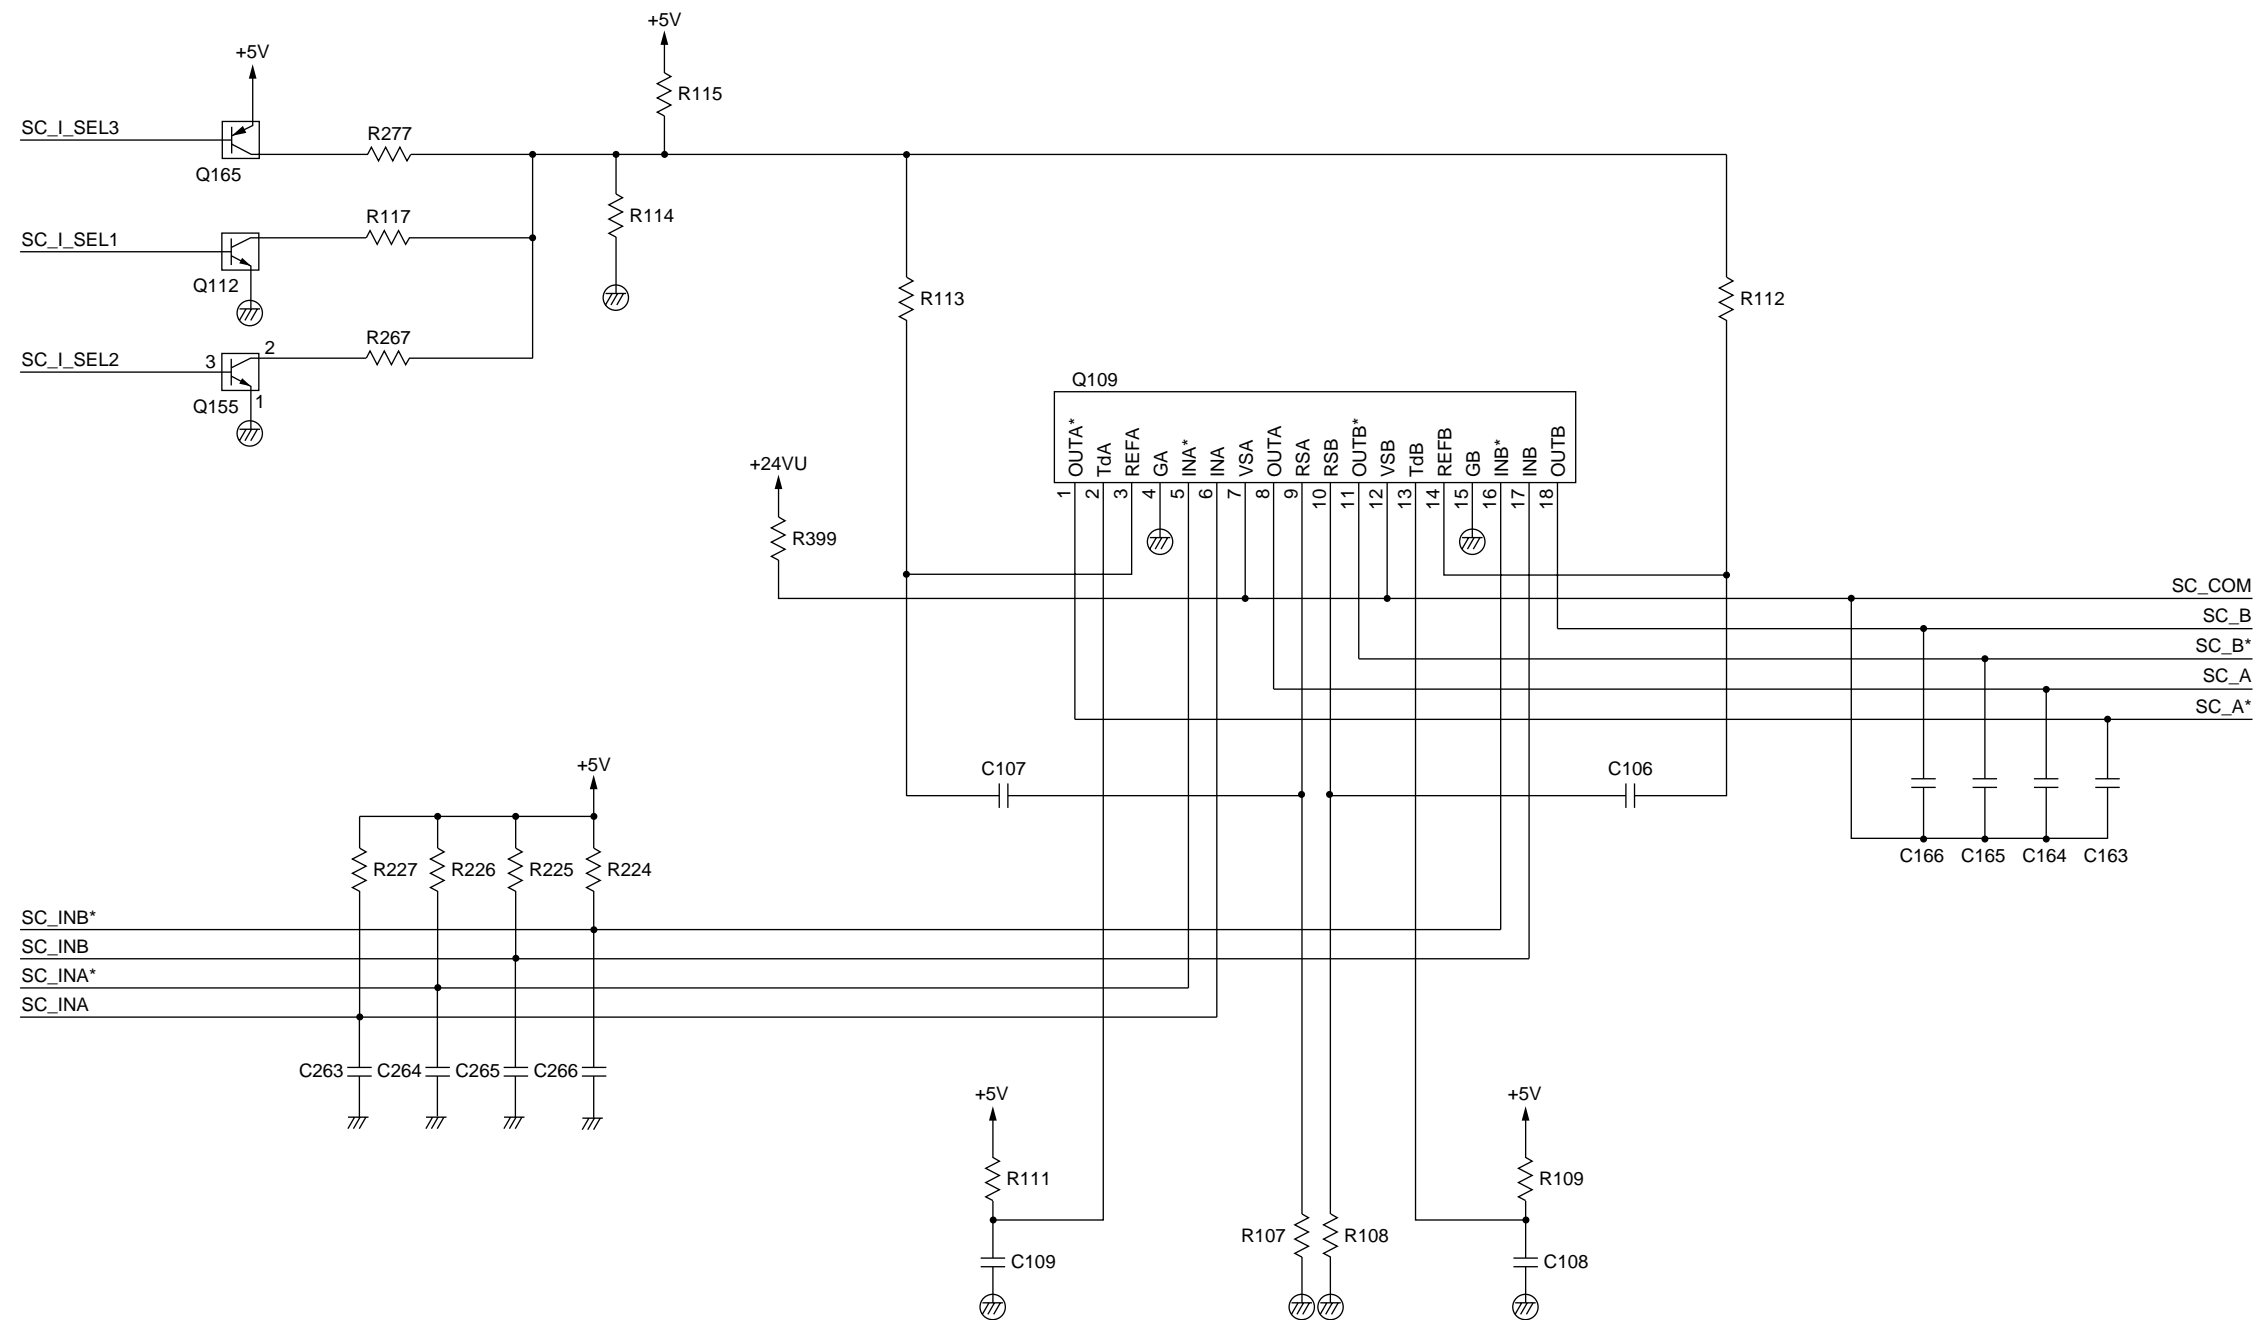 +5V
+5V
R115
SC_I_SEL3
R277
Q165
R117
R114
SC_I_SEL1
Q112
R113
R112
R267
2
SC_I_SEL2
3
Q155
1
Q109
OUTA*
TdA
REFA
GA
INA*
INA
VSA
OUTA
RSA
RSB
OUTB*
VSB
TdB
REFB
GB
INB*
INB
OUTB
+24VU
1
2
3
4
5
6
7
8
9
10
11
12
13
14
15
16
17
18
R399
SC_COM
SC_B
SC_B*
SC_A
SC_A*
+5V
C107
C106
R227
R226
R225
R224
C166
C165
C164
C163
SC_INB*
SC_INB
SC_INA*
SC_INA
C263
C264
C265
C266
+5V
+5V
R111
R109
R107
R108
C109
C108